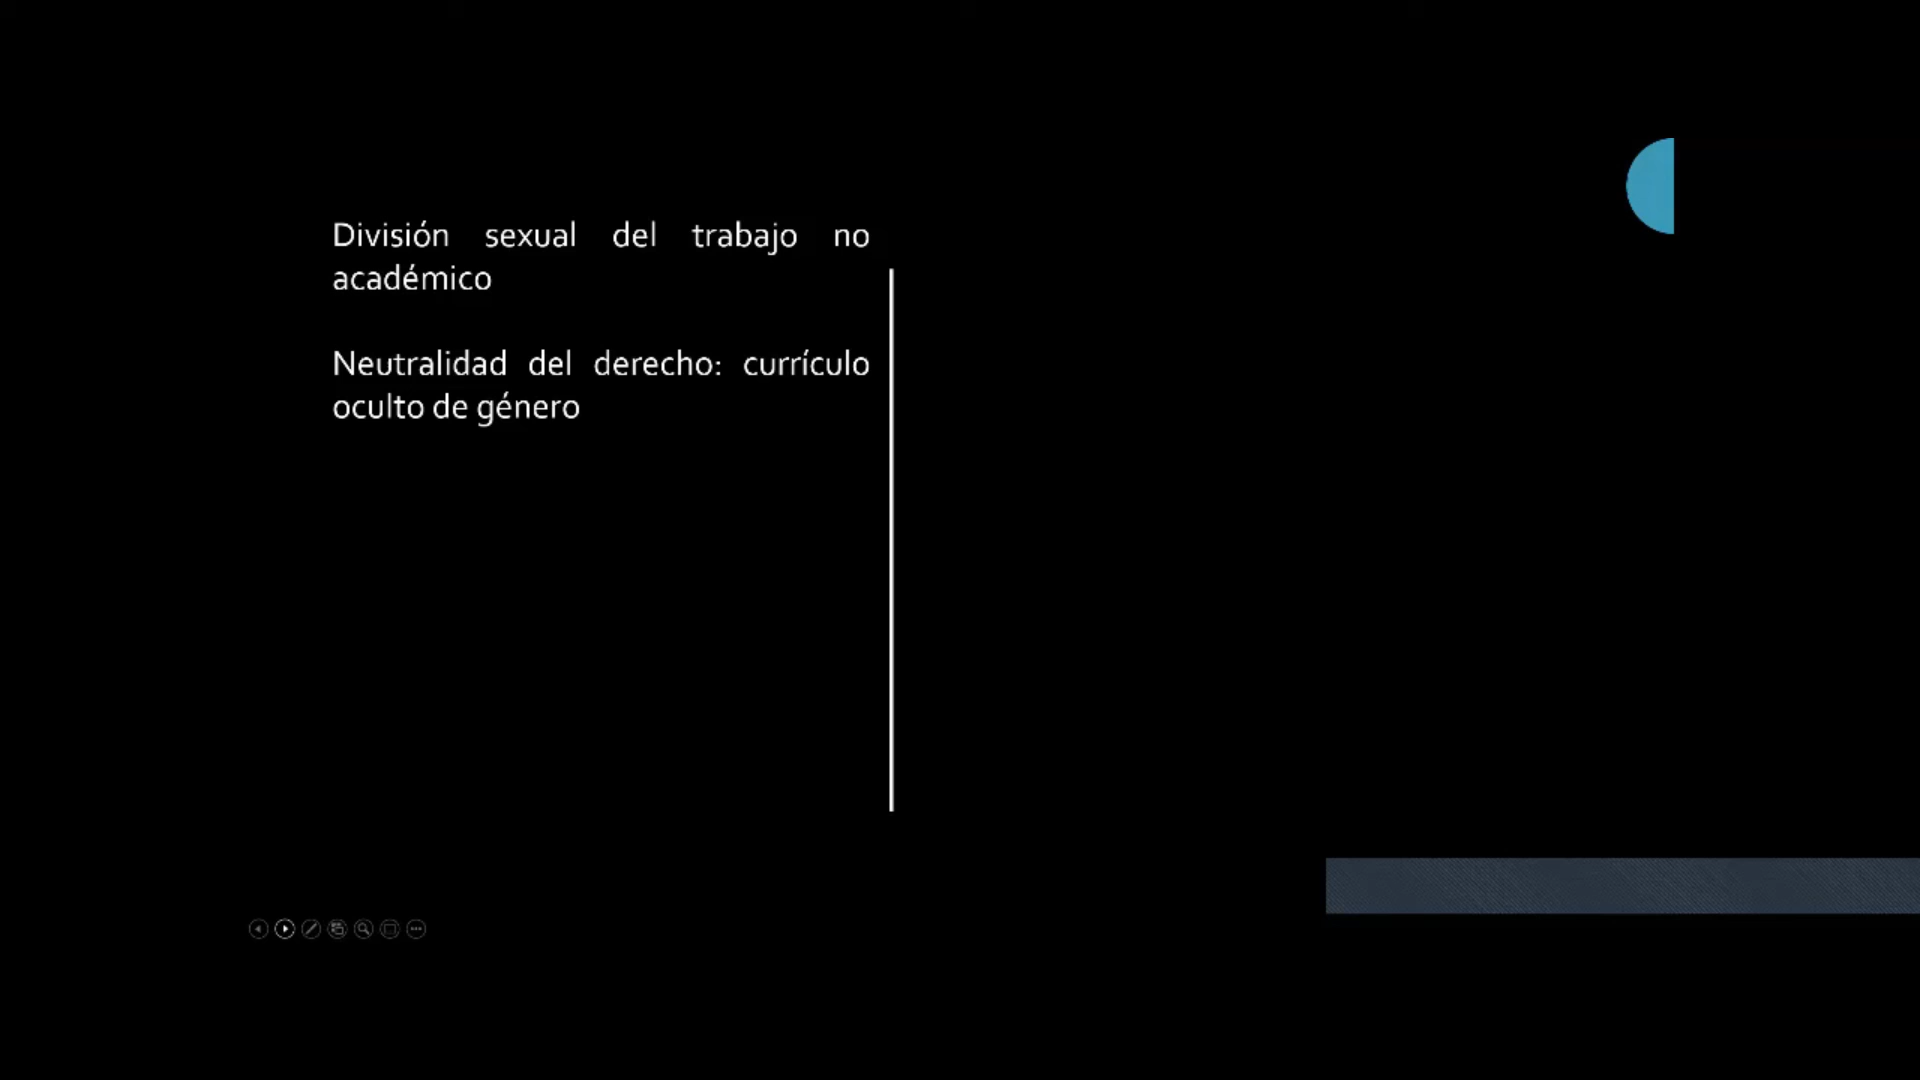 División sexual del trabajo no
académico
Neutralidad del derecho: currículo
oculto de género